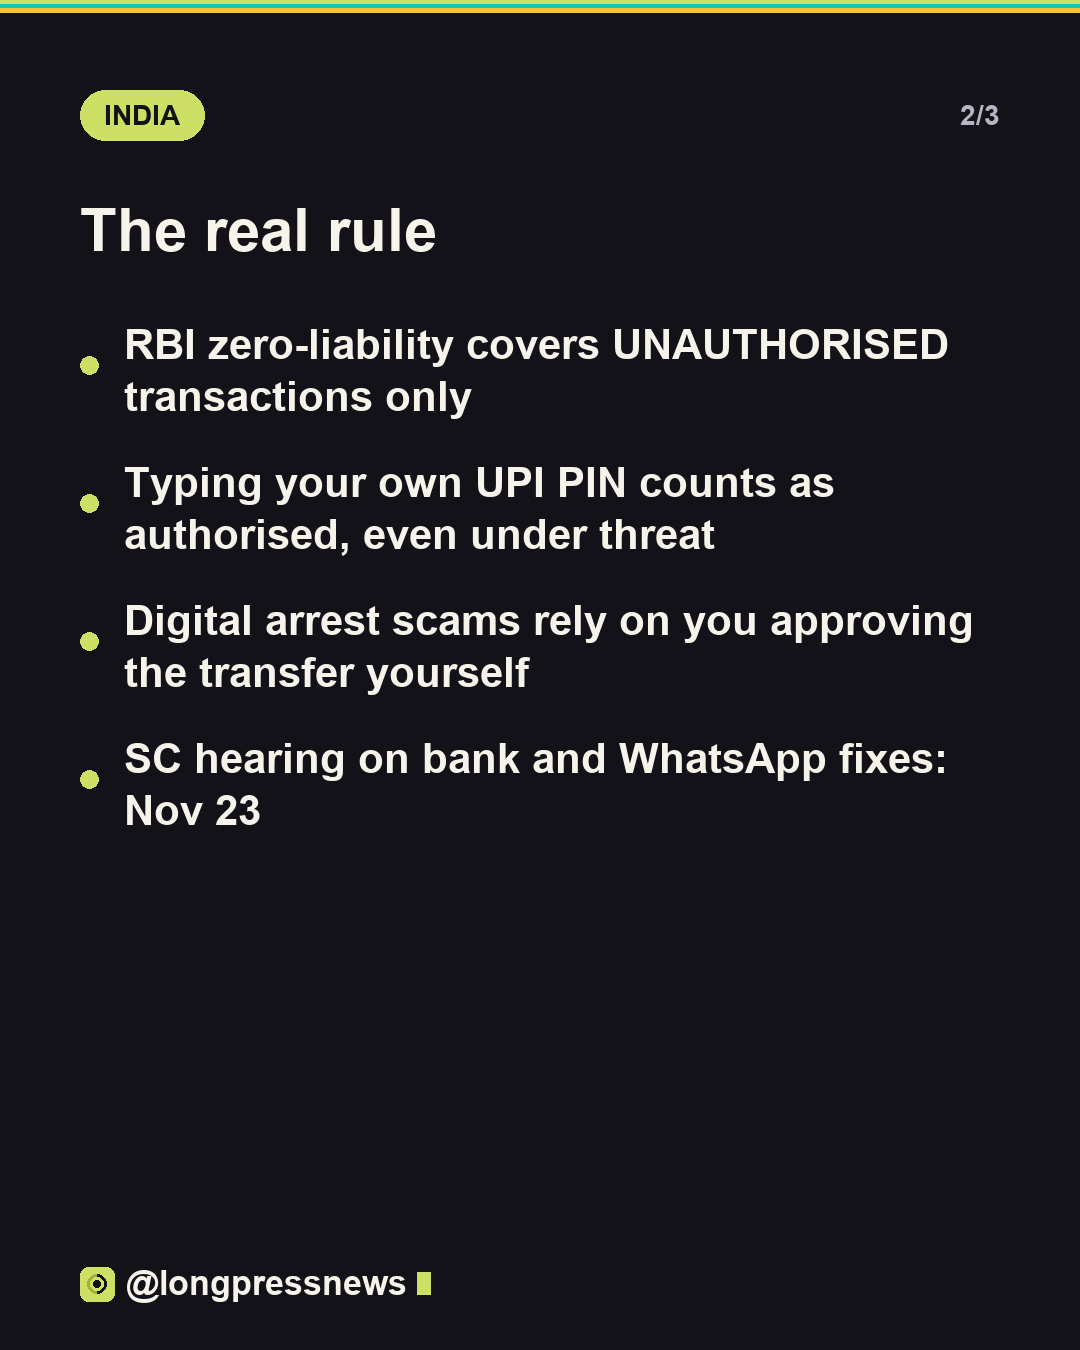 INDIA
2/3
The real rule
RBI zero-liability covers UNAUTHORISED
transactions only
Typing your own UPI PIN counts as
authorised, even under threat
Digital arrest scams rely on you approving
the transfer yourself
SC hearing on bank and WhatsApp fixes:
Nov 23
@longpressnews